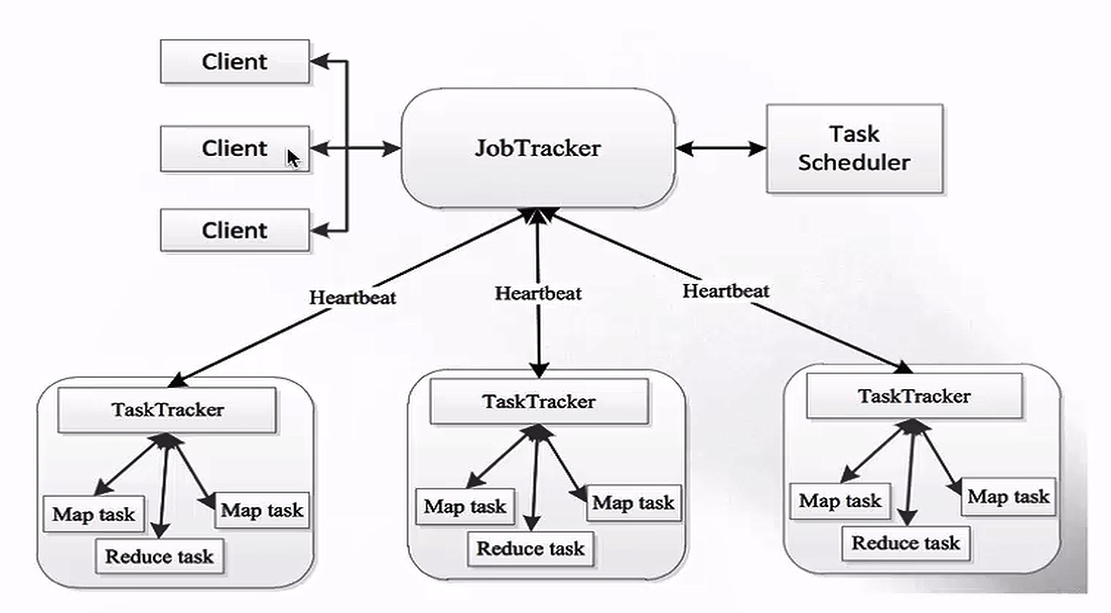 Client
Client
Client
JobTracker
Task
Scheduler
Heartbeat
Heartbeat
Heartbeat
TaskTracker
Map task
Map task
Reduce task
TaskTracker
Map task
Map task
Reduce task
TaskTracker
Map task
Map task
Reduce task